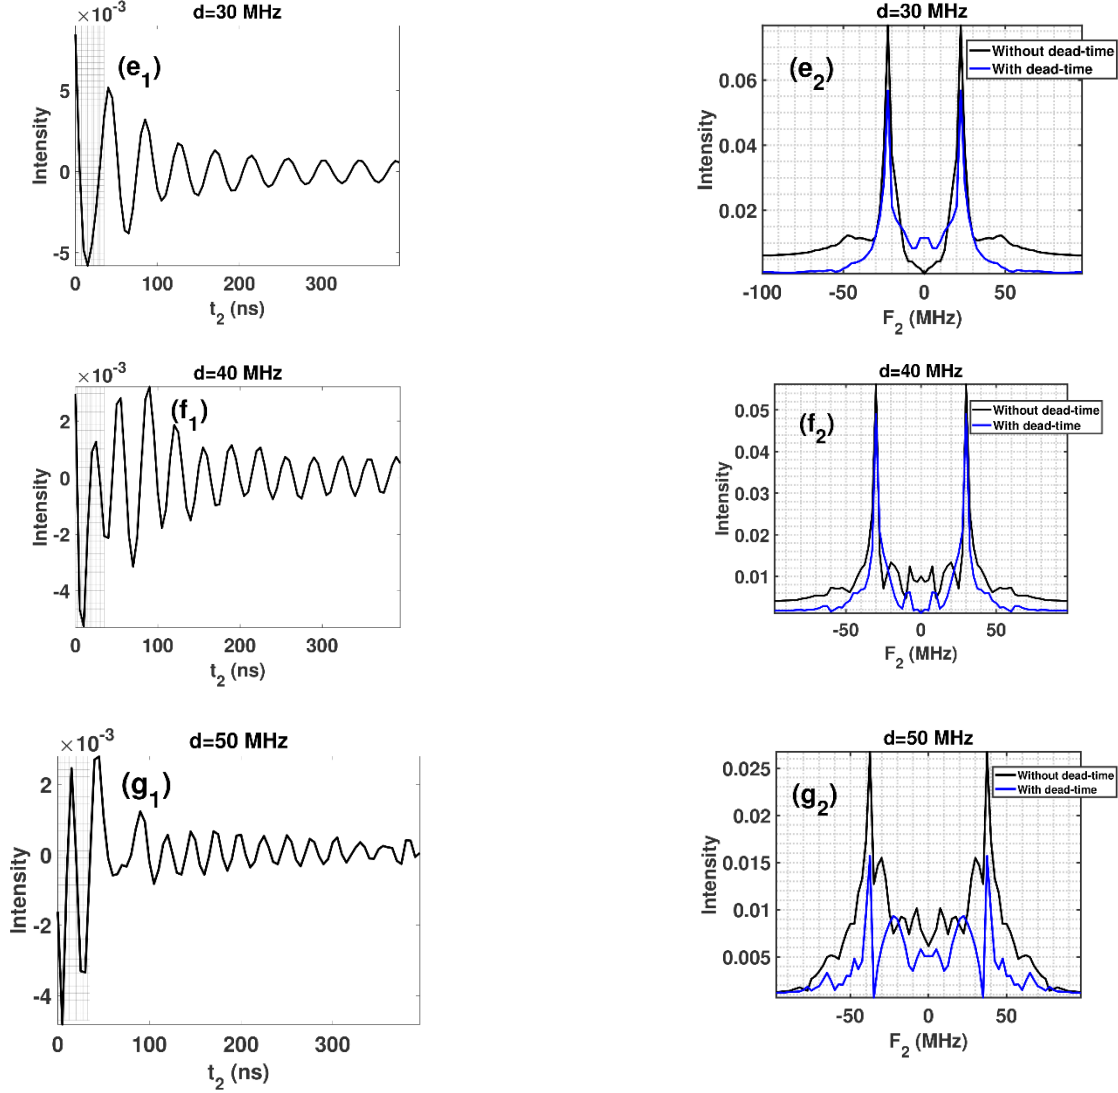 ×10⁻³
d=30 MHz
(e₁)
Intensity
5
0
-5
0 100 200 300
t₂ (ns)
d=30 MHz
(e₂)
Without dead-time
With dead-time
Intensity
0.06
0.04
0.02
-100 -50 0 50
F₂ (MHz)
×10⁻³
d=40 MHz
(f₁)
Intensity
2
0
-2
-4
0 100 200 300
t₂ (ns)
d=40 MHz
(f₂)
Without dead-time
With dead-time
Intensity
0.05
0.04
0.03
0.02
0.01
-50 0 50
F₂ (MHz)
×10⁻³
d=50 MHz
(g₁)
Intensity
2
0
-2
-4
0 100 200 300
t₂ (ns)
d=50 MHz
(g₂)
Without dead-time
With dead-time
Intensity
0.025
0.02
0.015
0.01
0.005
-50 0 50
F₂ (MHz)